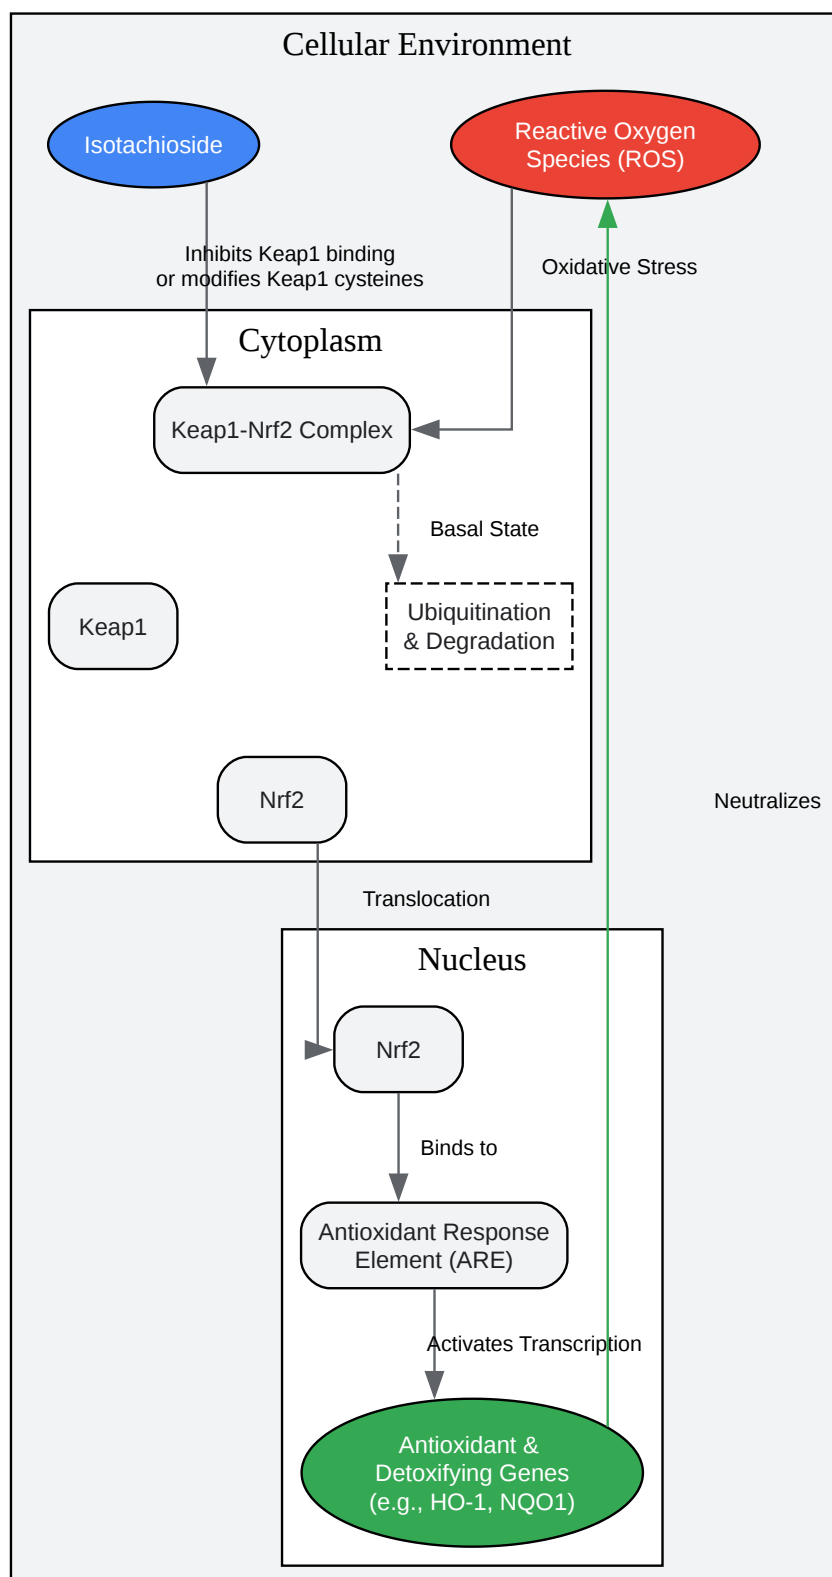 Cellular Environment
Isotachioside
Reactive Oxygen
Species (ROS)
Inhibits Keap1 binding
or modifies Keap1 cysteines
Oxidative Stress
Cytoplasm
Keap1-Nrf2 Complex
Basal State
Keap1
Ubiquitination
& Degradation
Nrf2
Neutralizes
Translocation
Nucleus
Nrf2
Binds to
Antioxidant Response
Element (ARE)
Activates Transcription
Antioxidant &
Detoxifying Genes
(e.g., HO-1, NQO1)